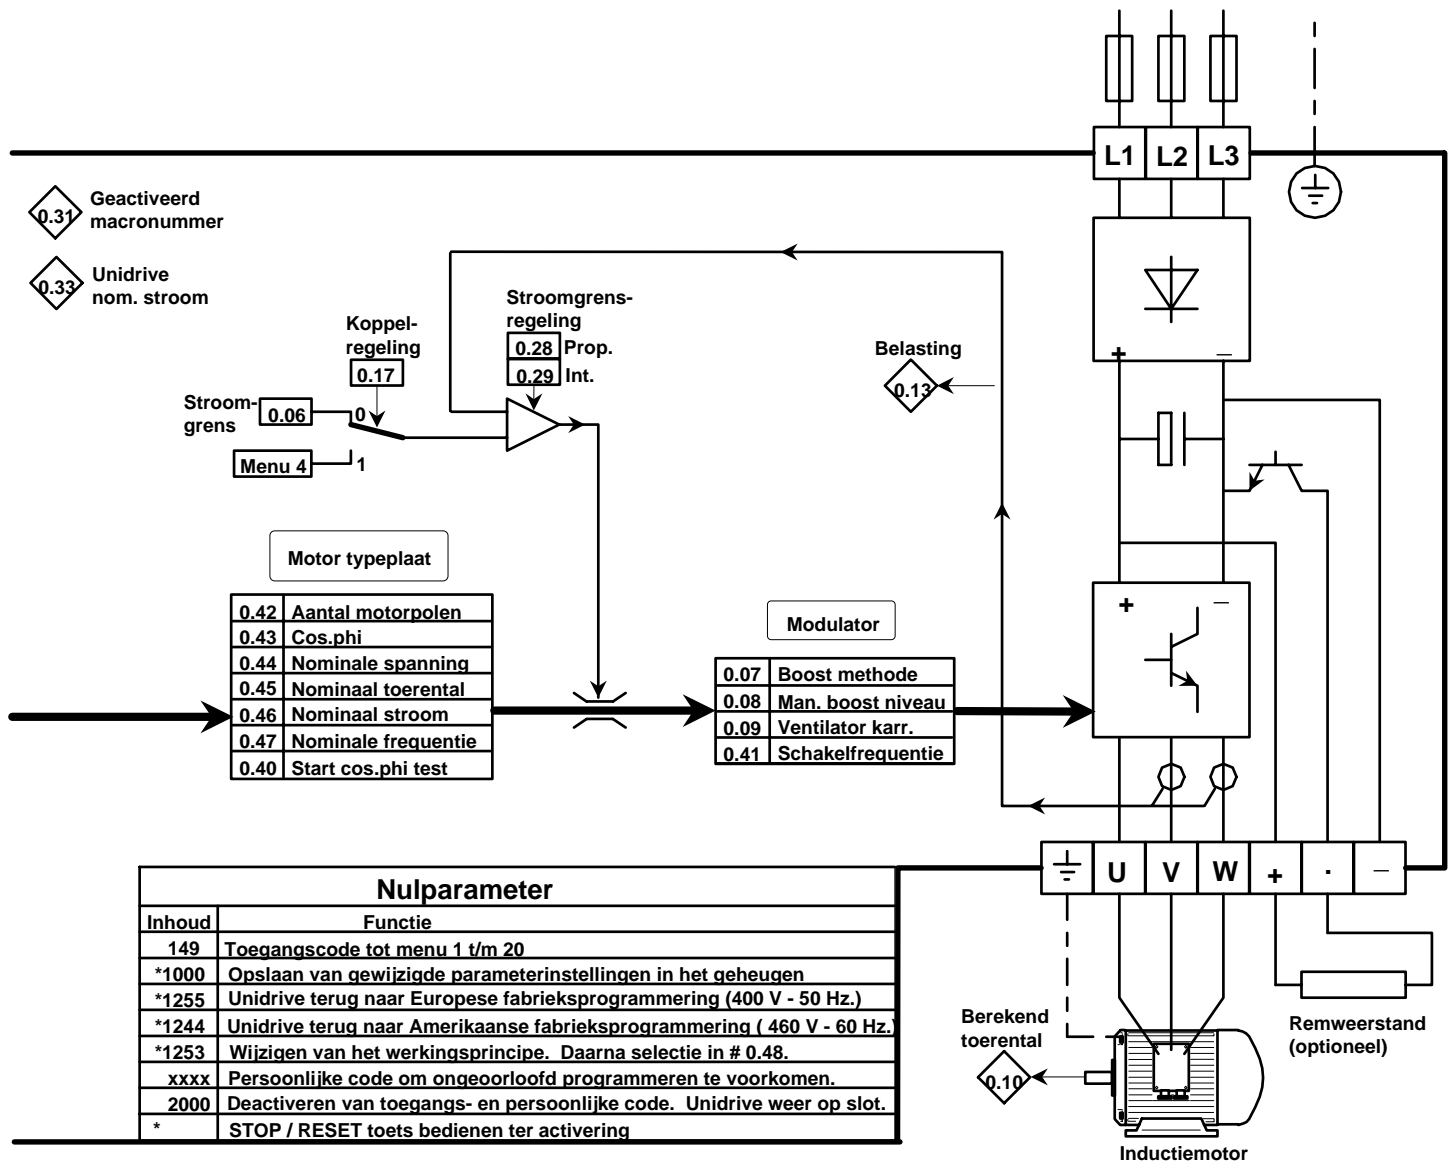 L1 L2 L3
0.31 Geactiveerd
macronummer
0.33 Unidrive
nom. stroom
Stroomgrens-
regeling
0.28 Prop.
0.29 Int.
Koppel-
regeling
0.17
Belasting
0.13
+ −
Stroom-
grens
0.06
0
Menu 4
1
Motor typeplaat
0.42 Aantal motorpolen
0.43 Cos.phi
0.44 Nominale spanning
0.45 Nominaal toerental
0.46 Nominaal stroom
0.47 Nominale frequentie
0.40 Start cos.phi test
Modulator
0.07 Boost methode
0.08 Man. boost niveau
0.09 Ventilator karr.
0.41 Schakelfrequentie
+ −
U V W + · −
Nulparameter
Inhoud Functie
149 Toegangscode tot menu 1 t/m 20
*1000 Opslaan van gewijzigde parameterinstellingen in het geheugen
*1255 Unidrive terug naar Europese fabrieksprogrammering (400 V - 50 Hz.)
*1244 Unidrive terug naar Amerikaanse fabrieksprogrammering ( 460 V - 60 Hz.)
*1253 Wijzigen van het werkingsprincipe. Daarna selectie in # 0.48.
xxxx Persoonlijke code om ongeoorloofd programmeren te voorkomen.
2000 Deactiveren van toegangs- en persoonlijke code. Unidrive weer op slot.
* STOP / RESET toets bedienen ter activering
Berekend
toerental
0.10
Remweerstand
(optioneel)
Inductiemotor